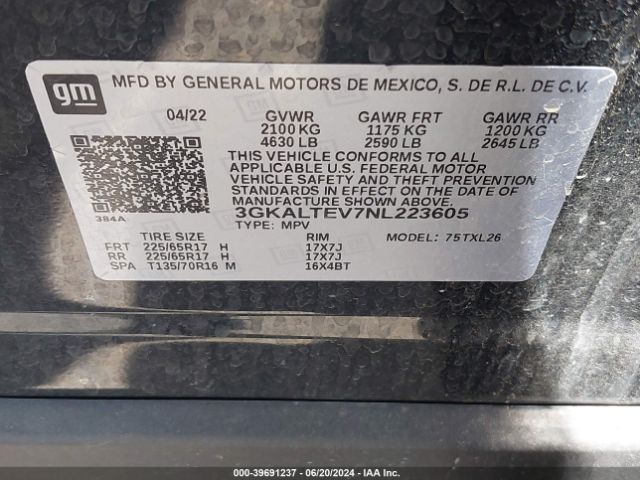 gm
MFD BY GENERAL MOTORS DE MEXICO, S. DE R.L. DE C.V.
04/22 GVWR GAWR FRT GAWR RR
2100 KG 1175 KG 1200 KG
4630 LB 2590 LB 2645 LB
THIS VEHICLE CONFORMS TO ALL
APPLICABLE U.S. FEDERAL MOTOR
VEHICLE SAFETY AND THEFT PREVENTION
STANDARDS IN EFFECT ON THE DATE OF
MANUFACTURE SHOWN ABOVE.
384A 3GKALTEV7NL223605
TYPE: MPV MODEL: 75TXL26
TIRE SIZE RIM
FRT 225/65R17 H 17X7J
RR 225/65R17 H 17X7J
SPA T135/70R16 M 16X4BT
000-39691237 - 06/20/2024 - IAAI.COM